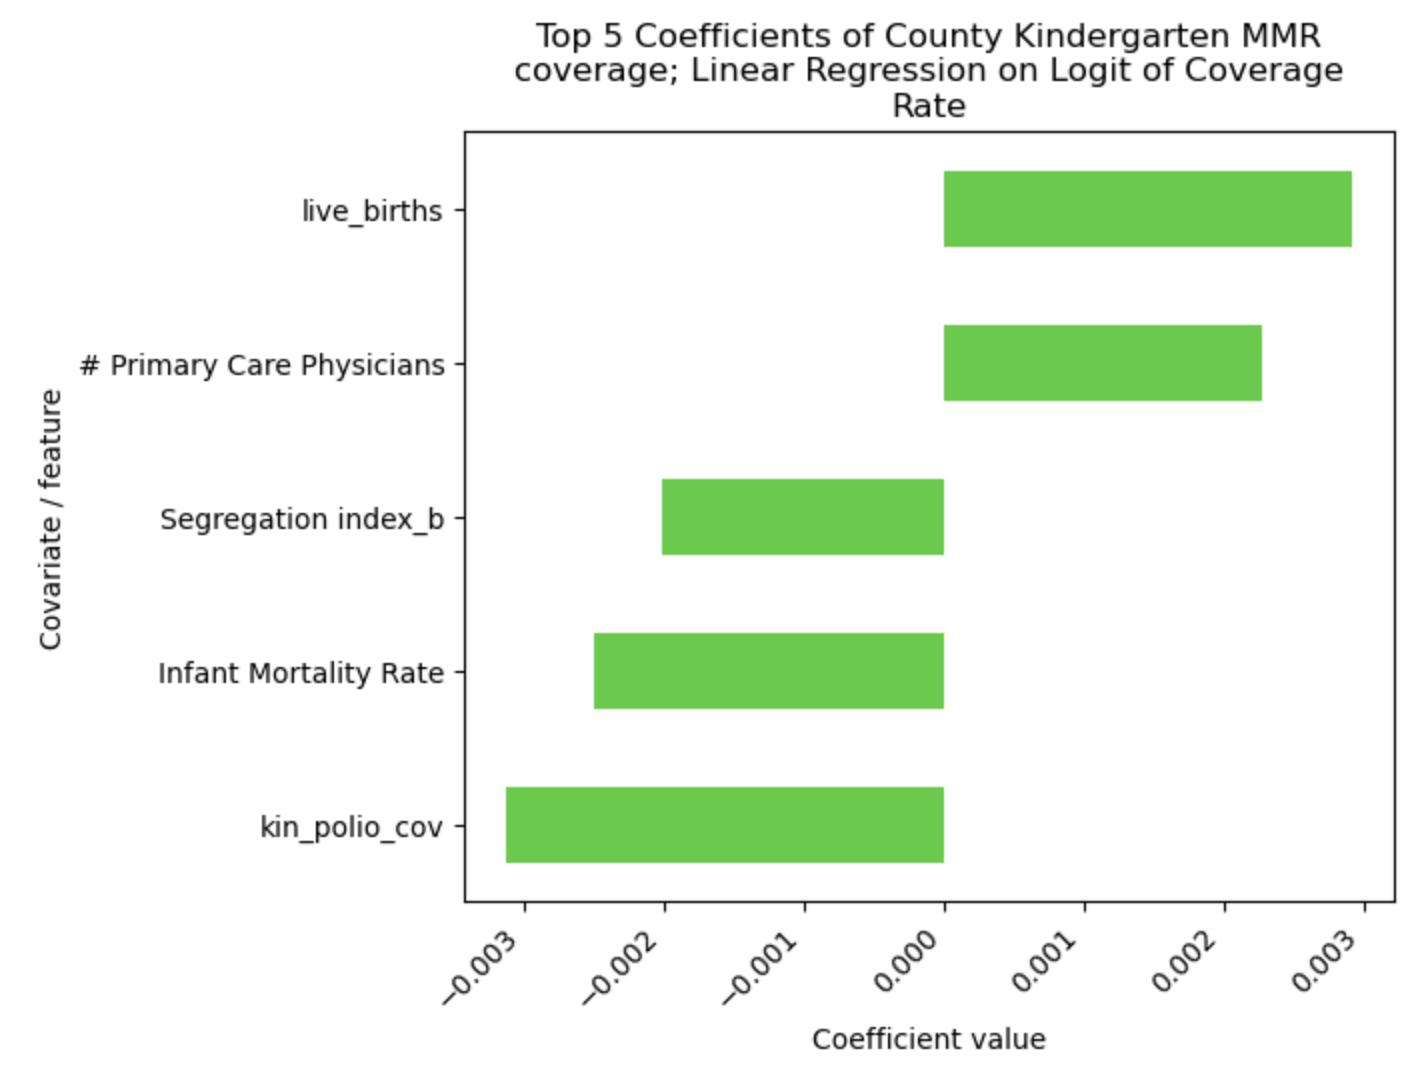 Top 5 Coefficients of County Kindergarten MMR
coverage; Linear Regression on Logit of Coverage
Rate
Covariate / feature
live_births
# Primary Care Physicians
Segregation index_b
Infant Mortality Rate
kin_polio_cov
−0.003
−0.002
−0.001
0.000
0.001
0.002
0.003
Coefficient value